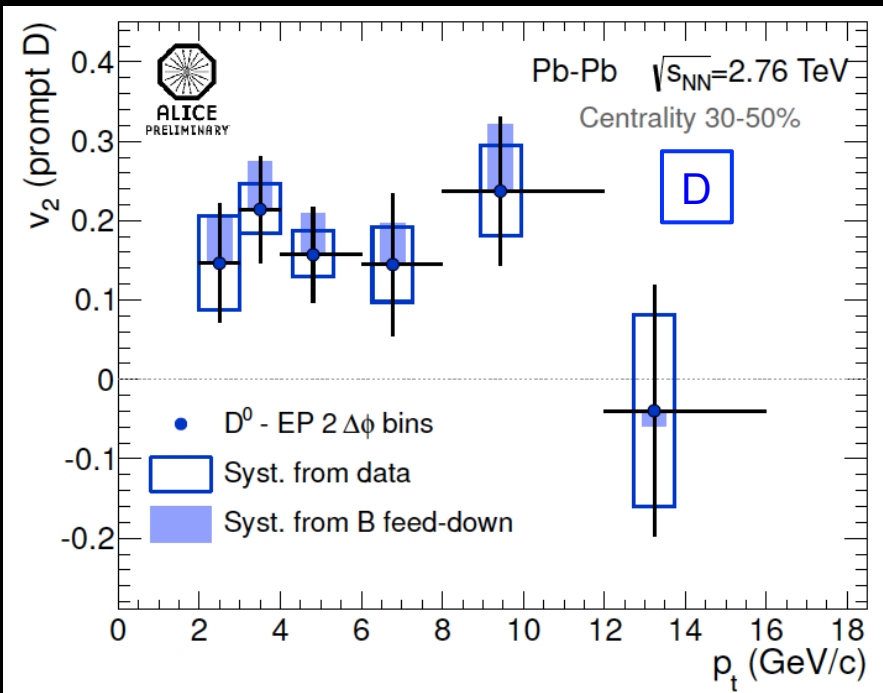 v₂ (prompt D)
0.4
0.3
0.2
0.1
0
-0.1
-0.2
ALICE
PRELIMINARY
Pb-Pb √sNN=2.76 TeV
Centrality 30-50%
D
D⁰ - EP 2 Δϕ bins
Syst. from data
Syst. from B feed-down
0 2 4 6 8 10 12 14 16 18
pt (GeV/c)